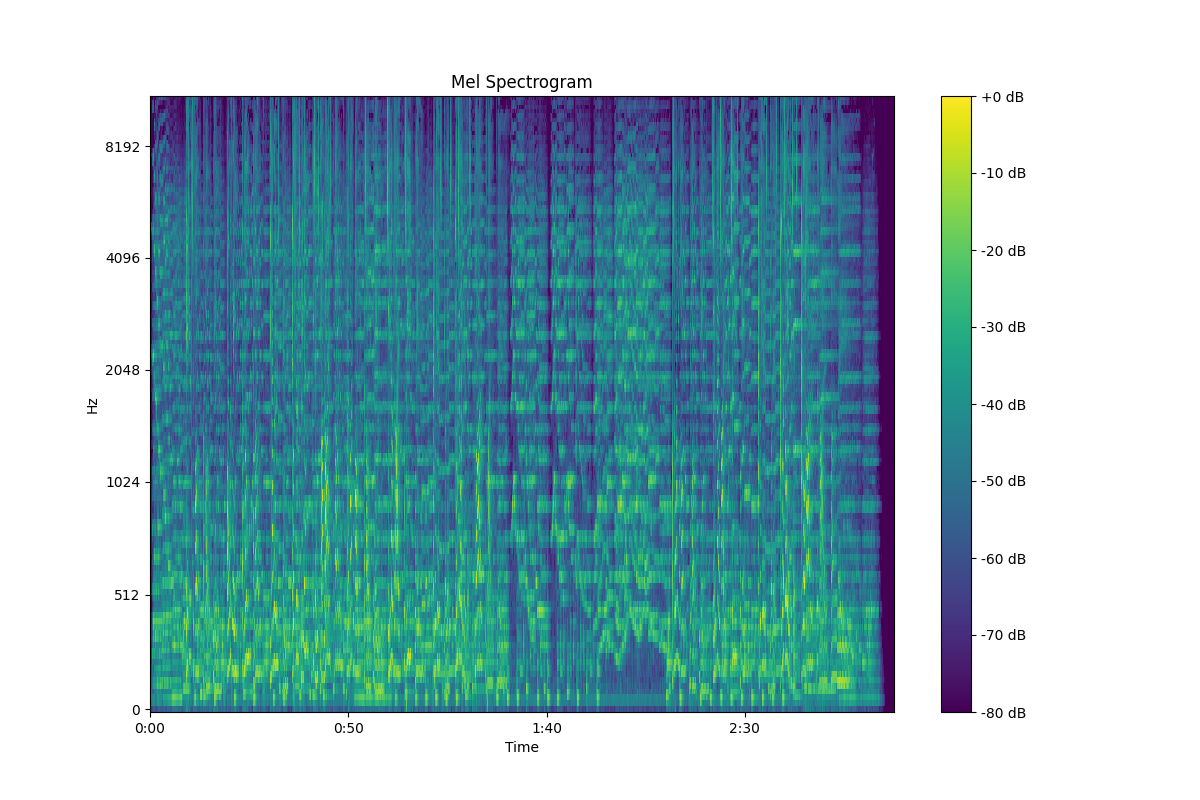 Mel Spectrogram
+0 dB
8192
-10 dB
-20 dB
4096
-30 dB
2048
-40 dB
Hz
1024
-50 dB
-60 dB
512
-70 dB
0
-80 dB
0:00 0:50 1:40 2:30
Time